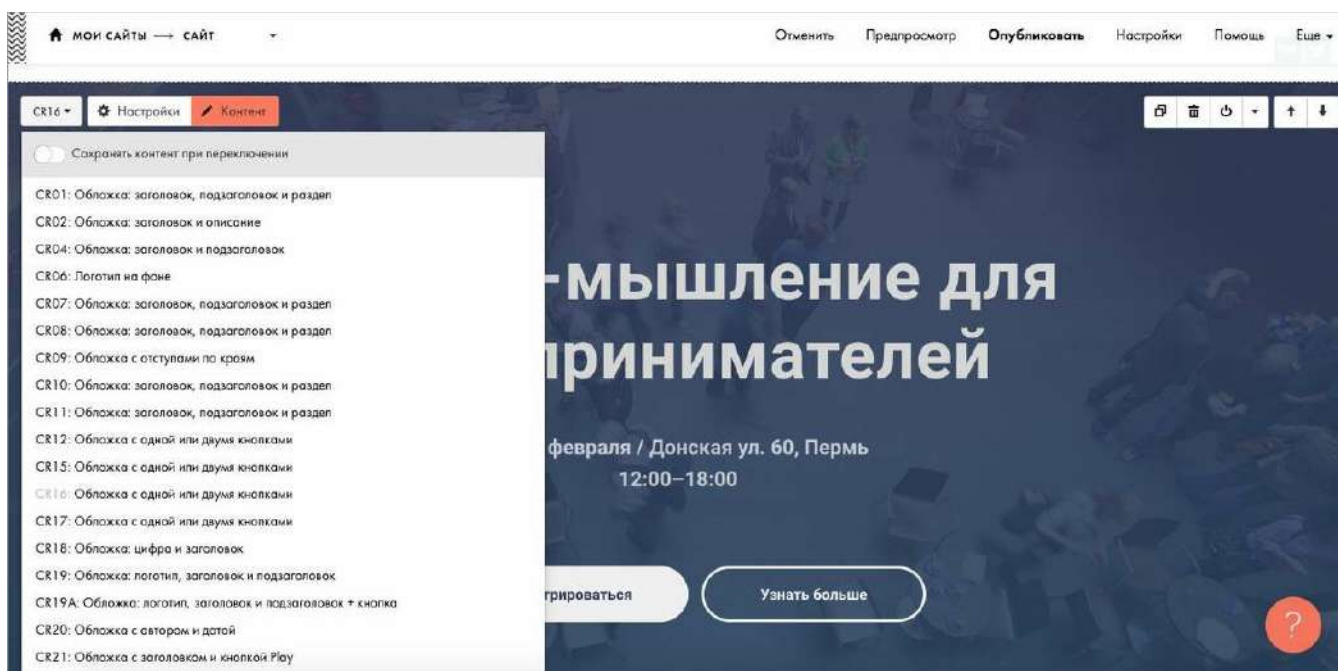 МОИ САЙТЫ → САЙТ
Отменить Предпросмотр Опубликовать Настройки Помощь Еще
CR16 Настройки Контент
Сохранять контент при переключении
CR01: Обложка: заголовок, подзаголовок и раздел
CR02: Обложка: заголовок и описание
CR04: Обложка: заголовок и подзаголовок
CR06: Логотип на фоне
CR07: Обложка: заголовок, подзаголовок и раздел
CR08: Обложка: заголовок, подзаголовок и раздел
CR09: Обложка с отступами по краям
CR10: Обложка: заголовок, подзаголовок и раздел
CR11: Обложка: заголовок, подзаголовок и раздел
CR12: Обложка с одной или двумя кнопками
CR15: Обложка с одной или двумя кнопками
CR16: Обложка с одной или двумя кнопками
CR17: Обложка с одной или двумя кнопками
CR18: Обложка: цифра и заголовок
CR19: Обложка: логотип, заголовок и подзаголовок
CR19A: Обложка: логотип, заголовок и подзаголовок + кнопка
CR20: Обложка с автором и датой
CR21: Обложка с заголовком и кнопкой Play
-мышление для
принимателей
февраля / Донская ул. 60, Пермь
12:00–18:00
трироваться Узнать больше
?